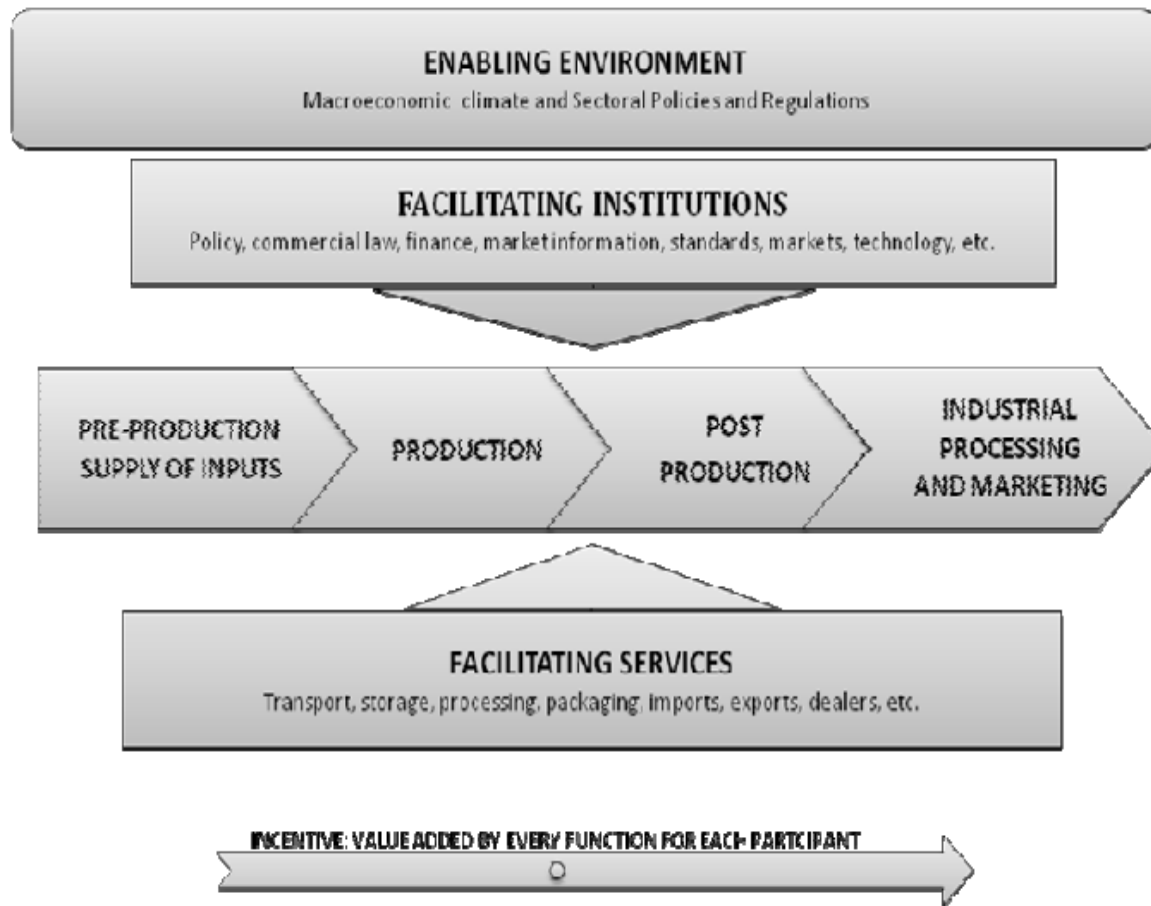 ENABLING ENVIRONMENT
Macroeconomic climate and Sectoral Policies and Regulations
FACILITATING INSTITUTIONS
Policy, commercial law, finance, market information, standards, markets, technology, etc.
PRE-PRODUCTION
SUPPLY OF INPUTS
PRODUCTION
POST
PRODUCTION
INDUSTRIAL
PROCESSING
AND MARKETING
FACILITATING SERVICES
Transport, storage, processing, packaging, imports, exports, dealers, etc.
INCENTIVE: VALUE ADDED BY EVERY FUNCTION FOR EACH PARTCIPANT